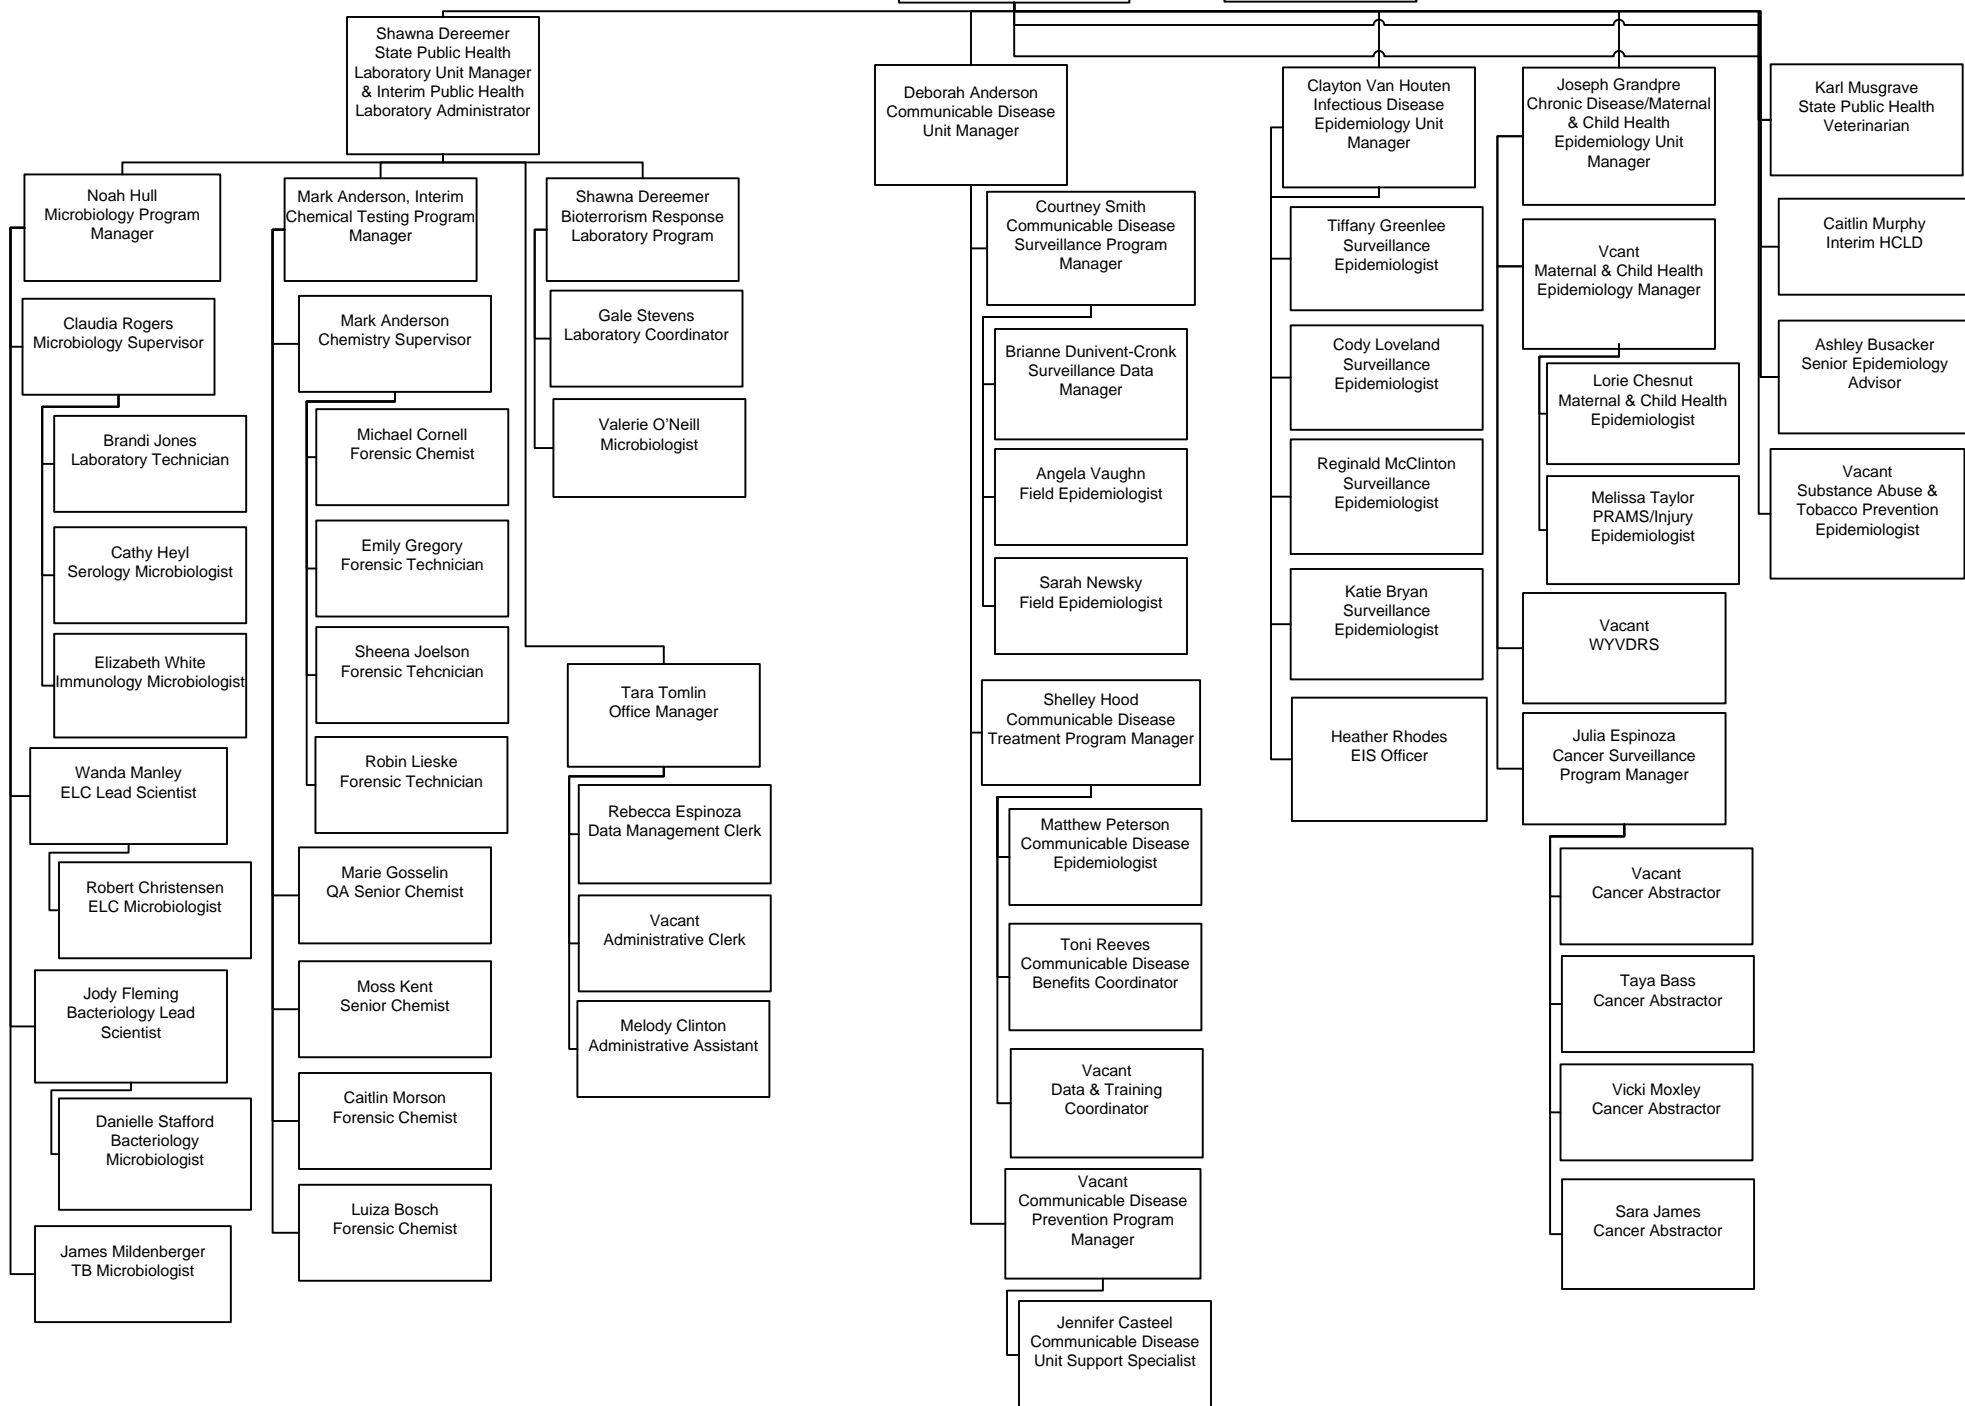 Shawna Dereemer
State Public Health
Laboratory Unit Manager
& Interim Public Health
Laboratory Administrator
Noah Hull
Microbiology Program
Manager
Claudia Rogers
Microbiology Supervisor
Brandi Jones
Laboratory Technician
Cathy Heyl
Serology Microbiologist
Elizabeth White
Immunology Microbiologist
Wanda Manley
ELC Lead Scientist
Robert Christensen
ELC Microbiologist
Jody Fleming
Bacteriology Lead
Scientist
Danielle Stafford
Bacteriology
Microbiologist
James Mildenberger
TB Microbiologist
Mark Anderson, Interim
Chemical Testing Program
Manager
Mark Anderson
Chemistry Supervisor
Michael Cornell
Forensic Chemist
Emily Gregory
Forensic Technician
Sheena Joelson
Forensic Tehcnician
Robin Lieske
Forensic Technician
Marie Gosselin
QA Senior Chemist
Moss Kent
Senior Chemist
Caitlin Morson
Forensic Chemist
Luiza Bosch
Forensic Chemist
Shawna Dereemer
Bioterrorism Response
Laboratory Program
Gale Stevens
Laboratory Coordinator
Valerie O’Neill
Microbiologist
Tara Tomlin
Office Manager
Rebecca Espinoza
Data Management Clerk
Vacant
Administrative Clerk
Melody Clinton
Administrative Assistant
Deborah Anderson
Communicable Disease
Unit Manager
Courtney Smith
Communicable Disease
Surveillance Program
Manager
Brianne Dunivent-Cronk
Surveillance Data
Manager
Angela Vaughn
Field Epidemiologist
Sarah Newsky
Field Epidemiologist
Shelley Hood
Communicable Disease
Treatment Program Manager
Matthew Peterson
Communicable Disease
Epidemiologist
Toni Reeves
Communicable Disease
Benefits Coordinator
Vacant
Data & Training
Coordinator
Vacant
Communicable Disease
Prevention Program
Manager
Jennifer Casteel
Communicable Disease
Unit Support Specialist
Clayton Van Houten
Infectious Disease
Epidemiology Unit
Manager
Tiffany Greenlee
Surveillance
Epidemiologist
Cody Loveland
Surveillance
Epidemiologist
Reginald McClinton
Surveillance
Epidemiologist
Katie Bryan
Surveillance
Epidemiologist
Heather Rhodes
EIS Officer
Joseph Grandpre
Chronic Disease/Maternal
& Child Health
Epidemiology Unit
Manager
Vcant
Maternal & Child Health
Epidemiology Manager
Lorie Chesnut
Maternal & Child Health
Epidemiologist
Melissa Taylor
PRAMS/Injury
Epidemiologist
Vacant
WYVDRS
Julia Espinoza
Cancer Surveillance
Program Manager
Vacant
Cancer Abstractor
Taya Bass
Cancer Abstractor
Vicki Moxley
Cancer Abstractor
Sara James
Cancer Abstractor
Karl Musgrave
State Public Health
Veterinarian
Caitlin Murphy
Interim HCLD
Ashley Busacker
Senior Epidemiology
Advisor
Vacant
Substance Abuse &
Tobacco Prevention
Epidemiologist